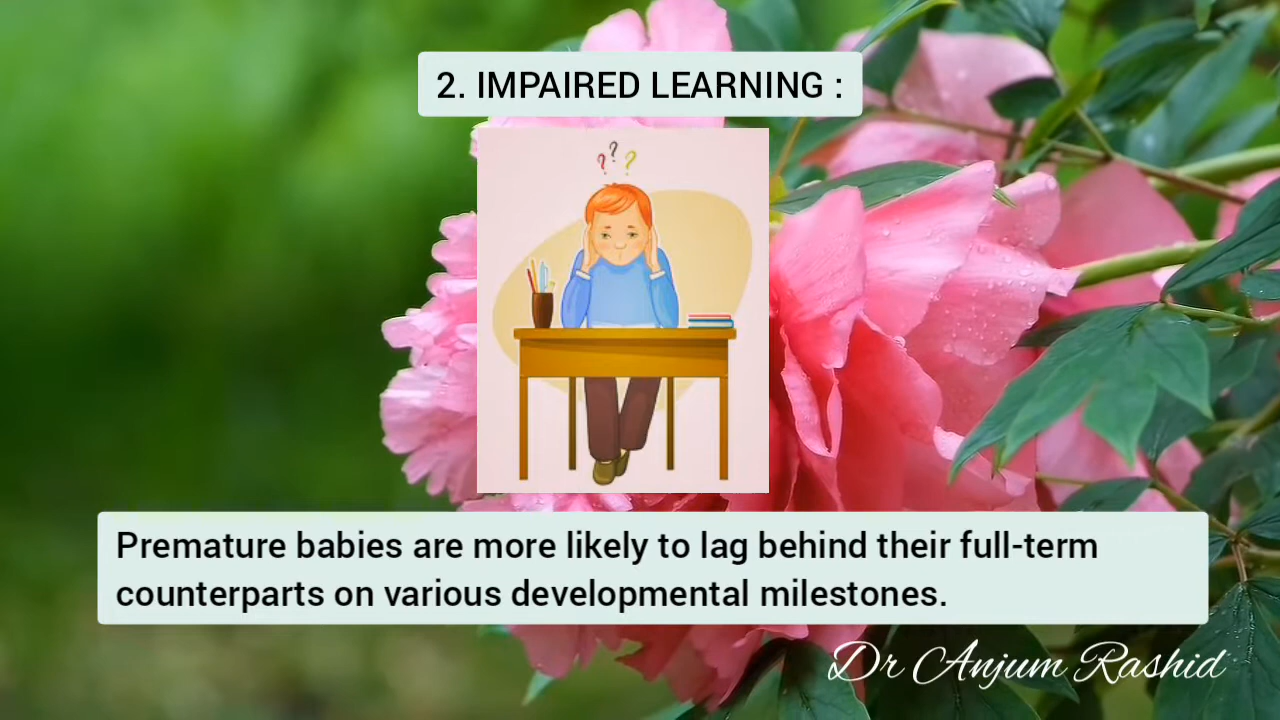 2. IMPAIRED LEARNING :
? ? ?
Premature babies are more likely to lag behind their full-term
counterparts on various developmental milestones.
Dr Anjum Rashid